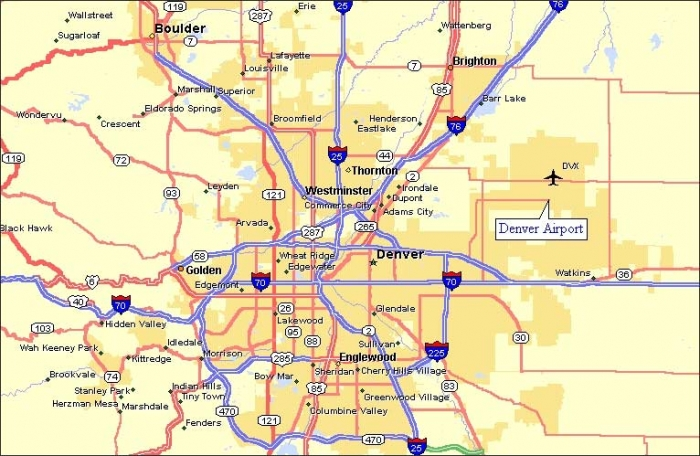 119
Erie
25
76
Wallstreet
287
Boulder
Wattenberg
Sugarloaf
7
Lafayette
Brighton
Louisville
7
85
Marshall
Superior
Barr Lake
Eldorado Springs
Wondervu
Crescent
Broomfield
Henderson
Eastlake
76
119
72
25
44
Thornton
DVX
2
93
Leyden
121
Westminster
Irondale
Dupont
Commerce City
Adams City
Black Hawk
Arvada
287
265
Denver Airport
58
Wheat Ridge
Denver
Golden
Edgewater
6
Edgemont
70
70
Watkins
36
40
70
26
Glendale
Hidden Valley
Lakewood
103
95
88
2
30
Idledale
Sullivan
Wah Keeney Park
Kittredge
Morrison
285
Englewood
225
Brookvale
74
Bow Mar
Sheridan
Cherry Hills Village
Stanley Park
Indian Hills
85
83
Herzman Mesa
Tiny Town
Greenwood Village
Marshdale
470
121
Columbine Valley
Fenders
470
25